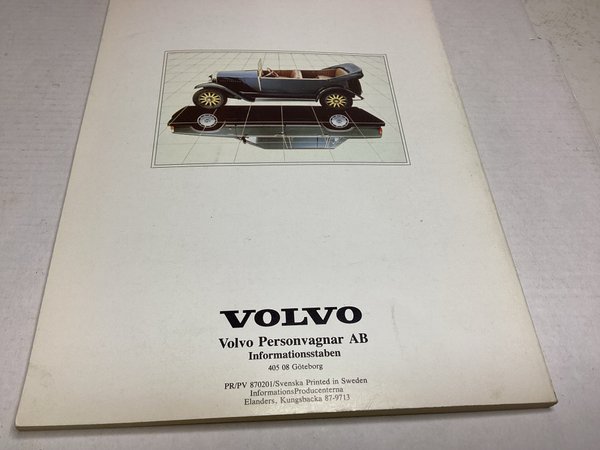 VOLVO
Volvo Personvagnar AB
Informationsstaben
405 08 Göteborg
PR/PV 870201/Svenska Printed in Sweden
InformationsProducenterna
Elanders, Kungsbacka 87-9713